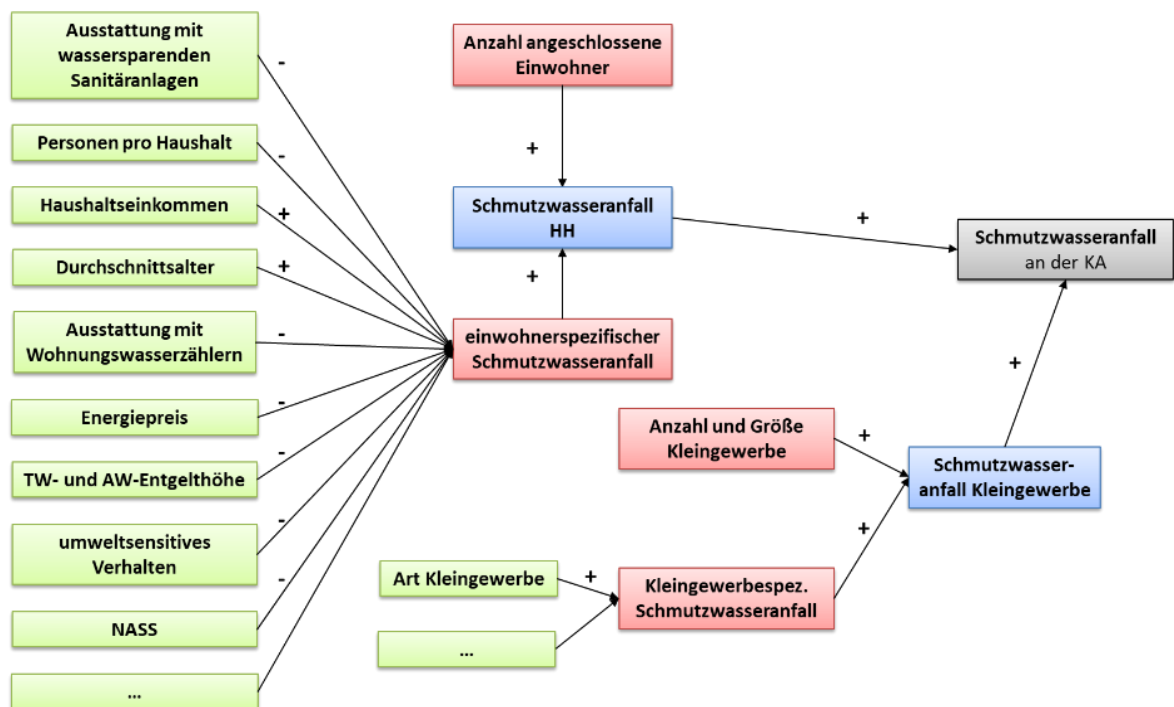 Ausstattung mit
wassersparenden
Sanitäranlagen
-
Personen pro Haushalt
-
Haushaltseinkommen
+
Durchschnittsalter
+
Ausstattung mit
Wohnungswasserzählern
-
Energiepreis
-
TW- und AW-Entgelthöhe
-
umweltsensitives
Verhalten
-
NASS
-
...
Anzahl angeschlossene
Einwohner
+
Schmutzwasseranfall
HH
+
+
einwohnerspezifischer
Schmutzwasseranfall
Schmutzwasseranfall
an der KA
+
Anzahl und Größe
Kleingewerbe
+
Schmutzwasser-
anfall Kleingewerbe
+
Art Kleingewerbe
+
Kleingewerbespez.
Schmutzwasseranfall
...